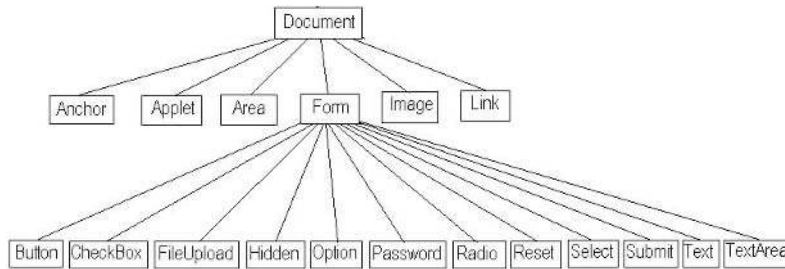 Document
Anchor Applet Area Form Image Link
Button CheckBox FileUpload Hidden Option Password Radio Reset Select Submit Text TextArea